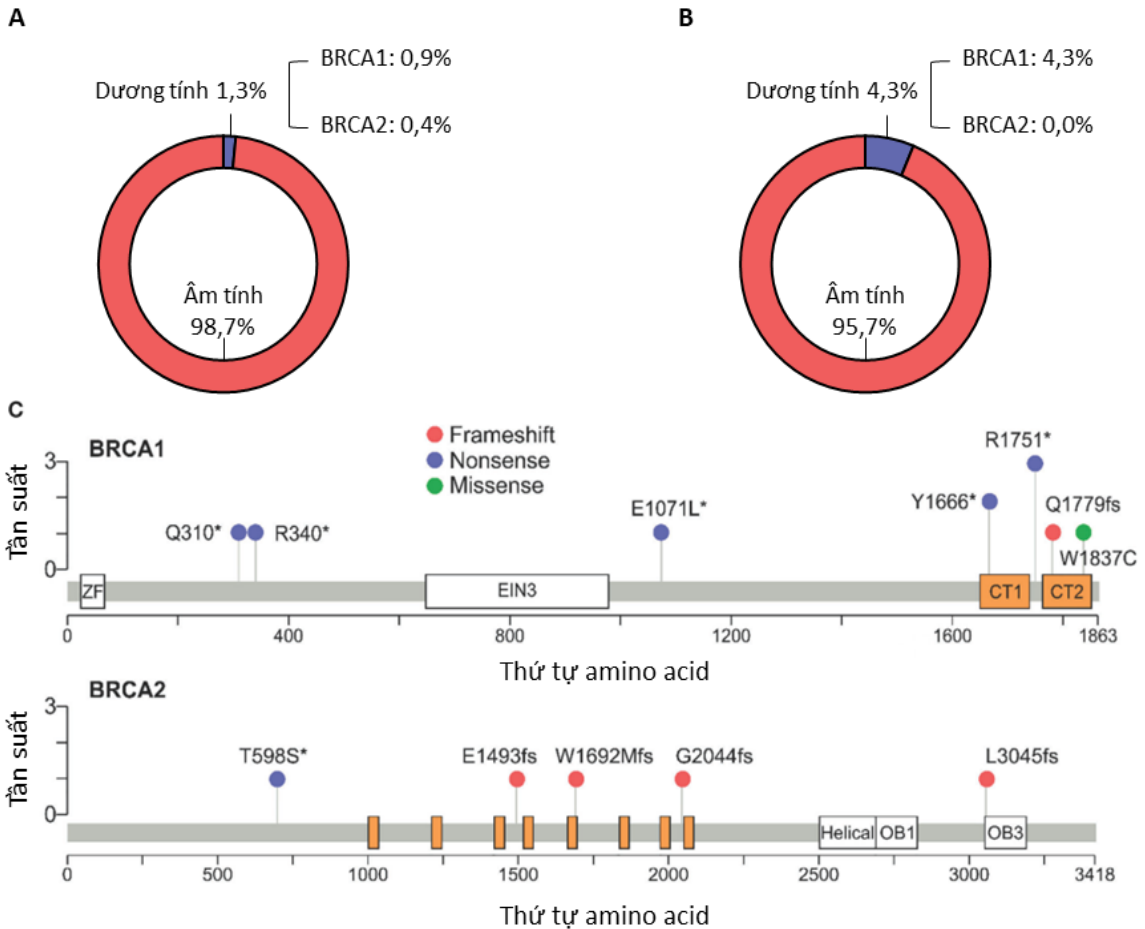 A
BRCA1: 0,9%
Dương tính 1,3%
BRCA2: 0,4%
Âm tính
98,7%
B
BRCA1: 4,3%
Dương tính 4,3%
BRCA2: 0,0%
Âm tính
95,7%
C
BRCA1
Frameshift
Nonsense
Missense
Tần suất
3
0
Q310*
R340*
E1071L*
Y1666*
R1751*
Q1779fs
W1837C
ZF
EIN3
CT1
CT2
0
400
800
1200
1600
1863
Thứ tự amino acid
BRCA2
Tần suất
3
0
T598S*
E1493fs
W1692Mfs
G2044fs
L3045fs
Helical
OB1
OB3
0
500
1000
1500
2000
2500
3000
3418
Thứ tự amino acid